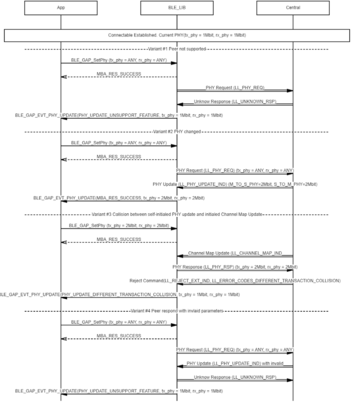 App
BLE_LIB
Central
Connectable Established. Current PHY(tx_phy = 1Mbit, rx_phy = 1Mbit)
Variant #1 Peer not supported
BLE_GAP_SetPhy (tx_phy = ANY, rx_phy = ANY)
MBA_RES_SUCCESS
PHY Request (LL_PHY_REQ)
Unknow Response (LL_UNKNOWN_RSP)
BLE_GAP_EVT_PHY_UPDATE(PHY_UPDATE_UNSUPPORT_FEATURE, tx_phy = 1Mbit, rx_phy = 1Mbit)
Variant #2 PHY changed
BLE_GAP_SetPhy (tx_phy = ANY, rx_phy = ANY)
MBA_RES_SUCCESS
PHY Request (LL_PHY_REQ) (tx_phy = ANY, rx_phy = ANY)
PHY Update (LL_PHY_UPDATE_IND) (M_TO_S_PHY=2Mbit, S_TO_M_PHY=2Mbit)
BLE_GAP_EVT_PHY_UPDATE(MBA_RES_SUCCESS, tx_phy = 2Mbit, rx_phy = 2Mbit)
Variant #3 Collision between self-initiated PHY update and initiated Channel Map Update
BLE_GAP_SetPhy (tx_phy = 2Mbit, rx_phy = 2Mbit)
MBA_RES_SUCCESS
Channel Map Update (LL_CHANNEL_MAP_IND)
PHY Response (LL_PHY_RSP) (tx_phy = 2Mbit, rx_phy = 2Mbit)
Reject Command(LL_REJECT_EXT_IND, LL_ERROR_CODES_DIFFERENT_TRANSACTION_COLLISION)
BLE_GAP_EVT_PHY_UPDATE(PHY_UPDATE_DIFFERENT_TRANSACTION_COLLISION, tx_phy = 1Mbit, rx_phy = 1Mbit)
Variant #4 Peer respond with invalid parameters
BLE_GAP_SetPhy (tx_phy = ANY, rx_phy = ANY)
MBA_RES_SUCCESS
PHY Request (LL_PHY_REQ) (tx_phy = ANY, rx_phy = ANY)
PHY Update (LL_PHY_UPDATE_IND) with invalid
Unknow Response (LL_UNKNOWN_RSP)
BLE_GAP_EVT_PHY_UPDATE(PHY_UPDATE_UNSUPPORT_FEATURE, tx_phy = 1Mbit, rx_phy = 1Mbit)